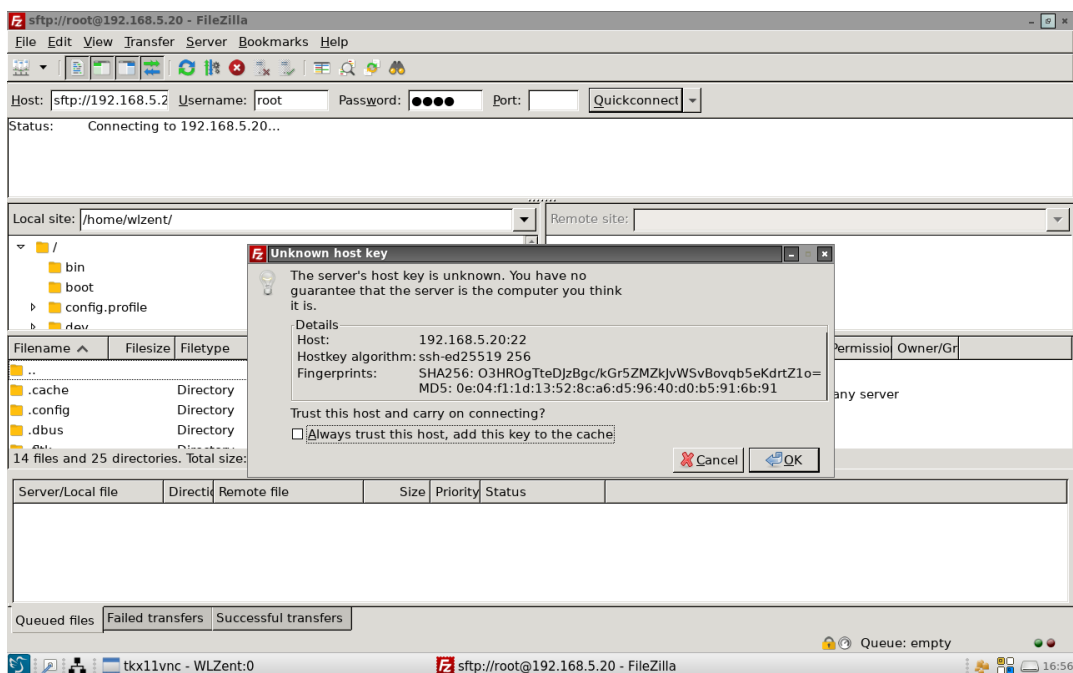 sftp://root@192.168.5.20 - FileZilla
File Edit View Transfer Server Bookmarks Help
Host: sftp://192.168.5.2 Username: root Password: ●●●● Port: Quickconnect
Status: Connecting to 192.168.5.20...
Local site: /home/wlzent/ Remote site:
/
bin
boot
config.profile
dev
Unknown host key
The server's host key is unknown. You have no
guarantee that the server is the computer you think
it is.
Details
Host: 192.168.5.20:22
Hostkey algorithm: ssh-ed25519 256
Fingerprints: SHA256: O3HROgTteDJzBgc/kGr5ZMZkJvWSvBovqb5eKdrtZ1o=
MD5: 0e:04:f1:1d:13:52:8c:a6:d5:96:40:d0:b5:91:6b:91
Trust this host and carry on connecting?
Always trust this host, add this key to the cache
Cancel OK
Filename Filesize Filetype Permissio Owner/Gr
..
.cache Directory any server
.config Directory
.dbus Directory
14 files and 25 directories. Total size:
Server/Local file Directic Remote file Size Priority Status
Queued files Failed transfers Successful transfers
Queue: empty
tkx11vnc - WLZent:0 sftp://root@192.168.5.20 - FileZilla 16:56